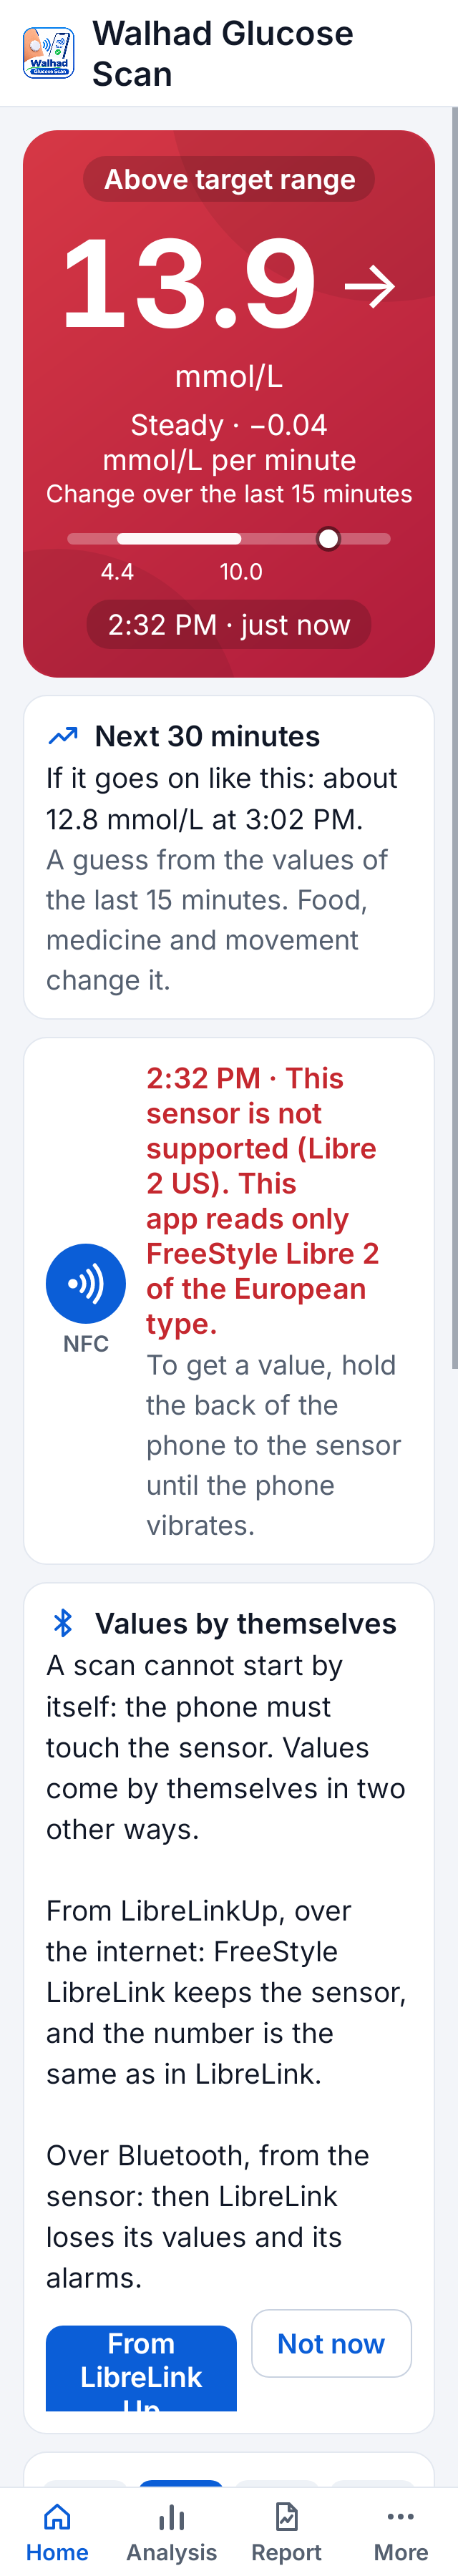 Walhad
Glucose Scan
Walhad Glucose
Scan
Above target range
13.9 →
mmol/L
Steady · −0.04
mmol/L per minute
Change over the last 15 minutes
4.4 10.0
2:32 PM · just now
Next 30 minutes
If it goes on like this: about
12.8 mmol/L at 3:02 PM.
A guess from the values of
the last 15 minutes. Food,
medicine and movement
change it.
NFC
2:32 PM · This
sensor is not
supported (Libre
2 US). This
app reads only
FreeStyle Libre 2
of the European
type.
To get a value, hold
the back of the
phone to the sensor
until the phone
vibrates.
Values by themselves
A scan cannot start by
itself: the phone must
touch the sensor. Values
come by themselves in two
other ways.
From LibreLinkUp, over
the internet: FreeStyle
LibreLink keeps the sensor,
and the number is the
same as in LibreLink.
Over Bluetooth, from the
sensor: then LibreLink
loses its values and its
alarms.
From
LibreLink
Up
Not now
Home Analysis Report More